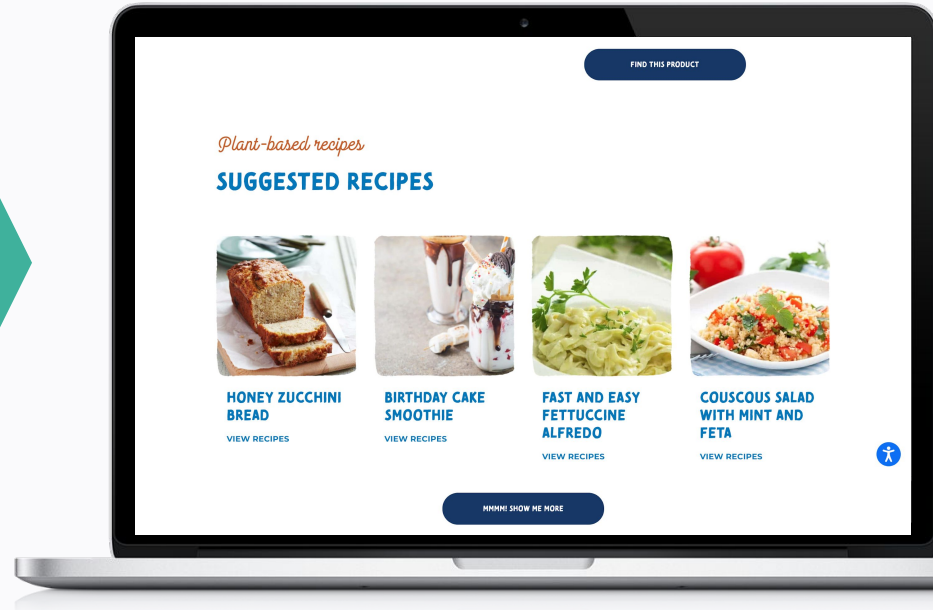 FIND THIS PRODUCT
Plant-based recipes
SUGGESTED RECIPES
HONEY ZUCCHINI
BREAD
VIEW RECIPES
BIRTHDAY CAKE
SMOOTHIE
VIEW RECIPES
FAST AND EASY
FETTUCCINE
ALFREDO
VIEW RECIPES
COUSCOUS SALAD
WITH MINT AND
FETA
VIEW RECIPES
MMMM! SHOW ME MORE